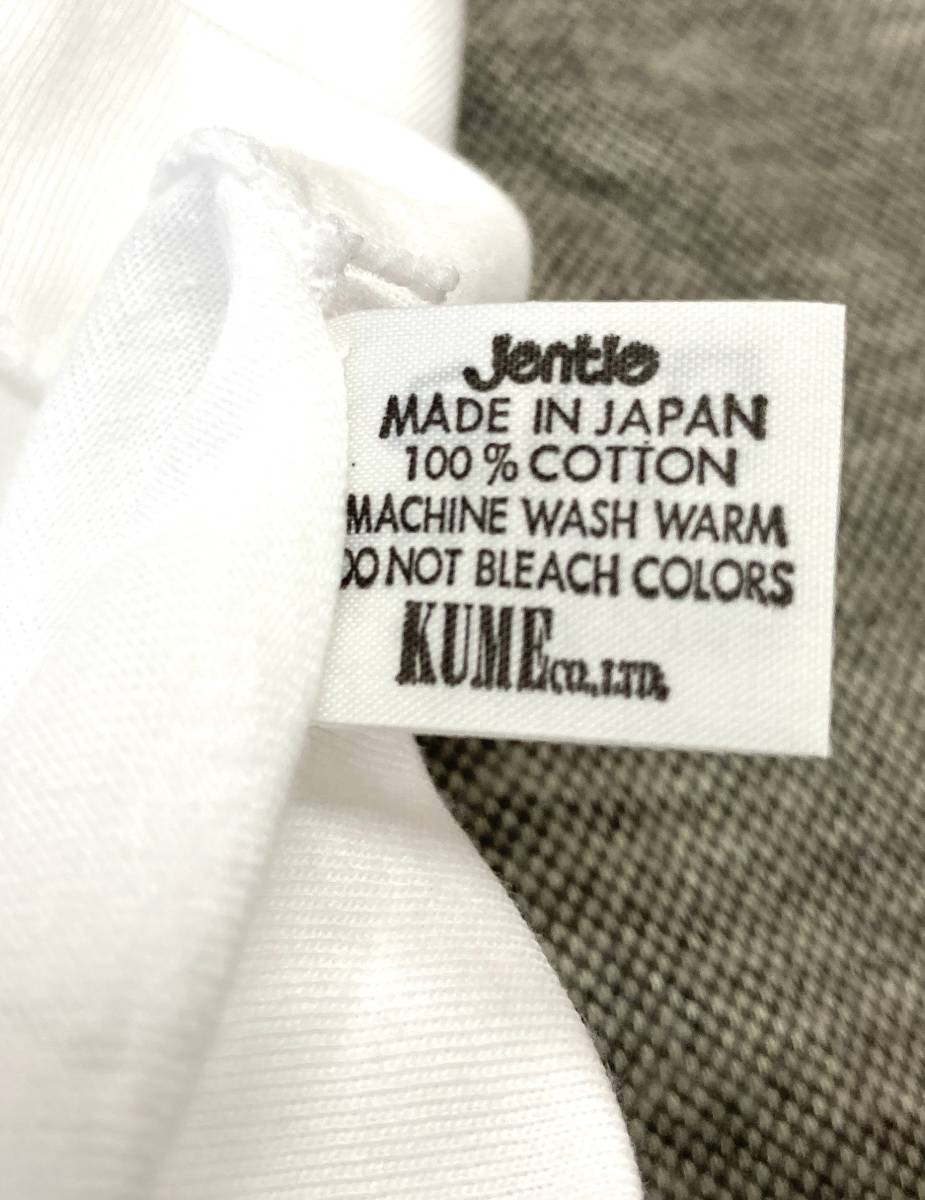 Jentle
MADE IN JAPAN
100% COTTON
MACHINE WASH WARM
DO NOT BLEACH COLORS
KUME CO.,LTD.